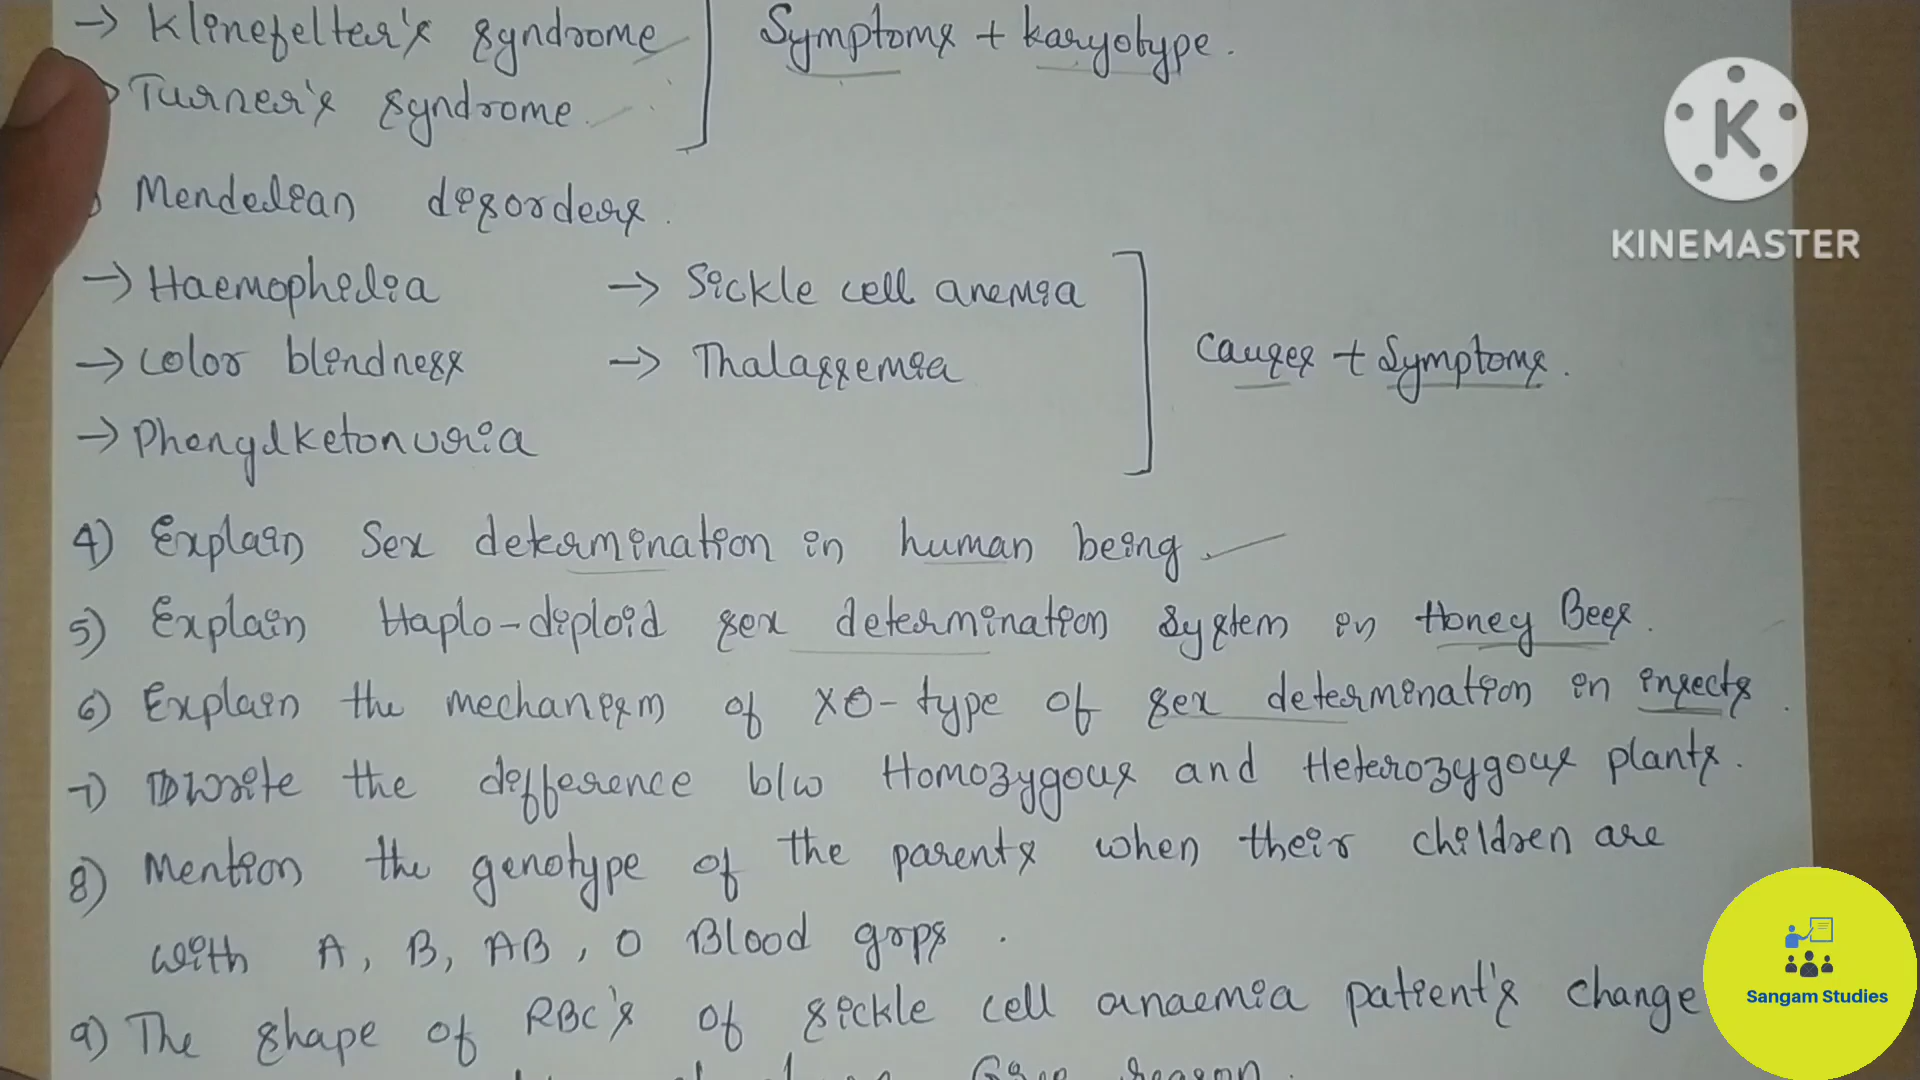 → Klinefelter's syndrome
Symptoms + karyotype.
Turner's syndrome.
Mendelian disorders.
→ Haemophilia → Sickle cell anemia
→ Color blindness → Thalassemia
Causes + Symptoms.
→ Phenylketonuria
4) Explain Sex determination in human being
5) Explain Haplo-diploid sex determination system in Honey Bees.
6) Explain the mechanism of XO-type of sex determination in insects.
7) Write the difference b/w Homozygous and Heterozygous plants.
8) Mention the genotype of the parents when their children are
with A, B, AB, O Blood grps.
9) The shape of RBC's of sickle cell anaemia patient's change
Give reason.
K
KINEMASTER
Sangam Studies